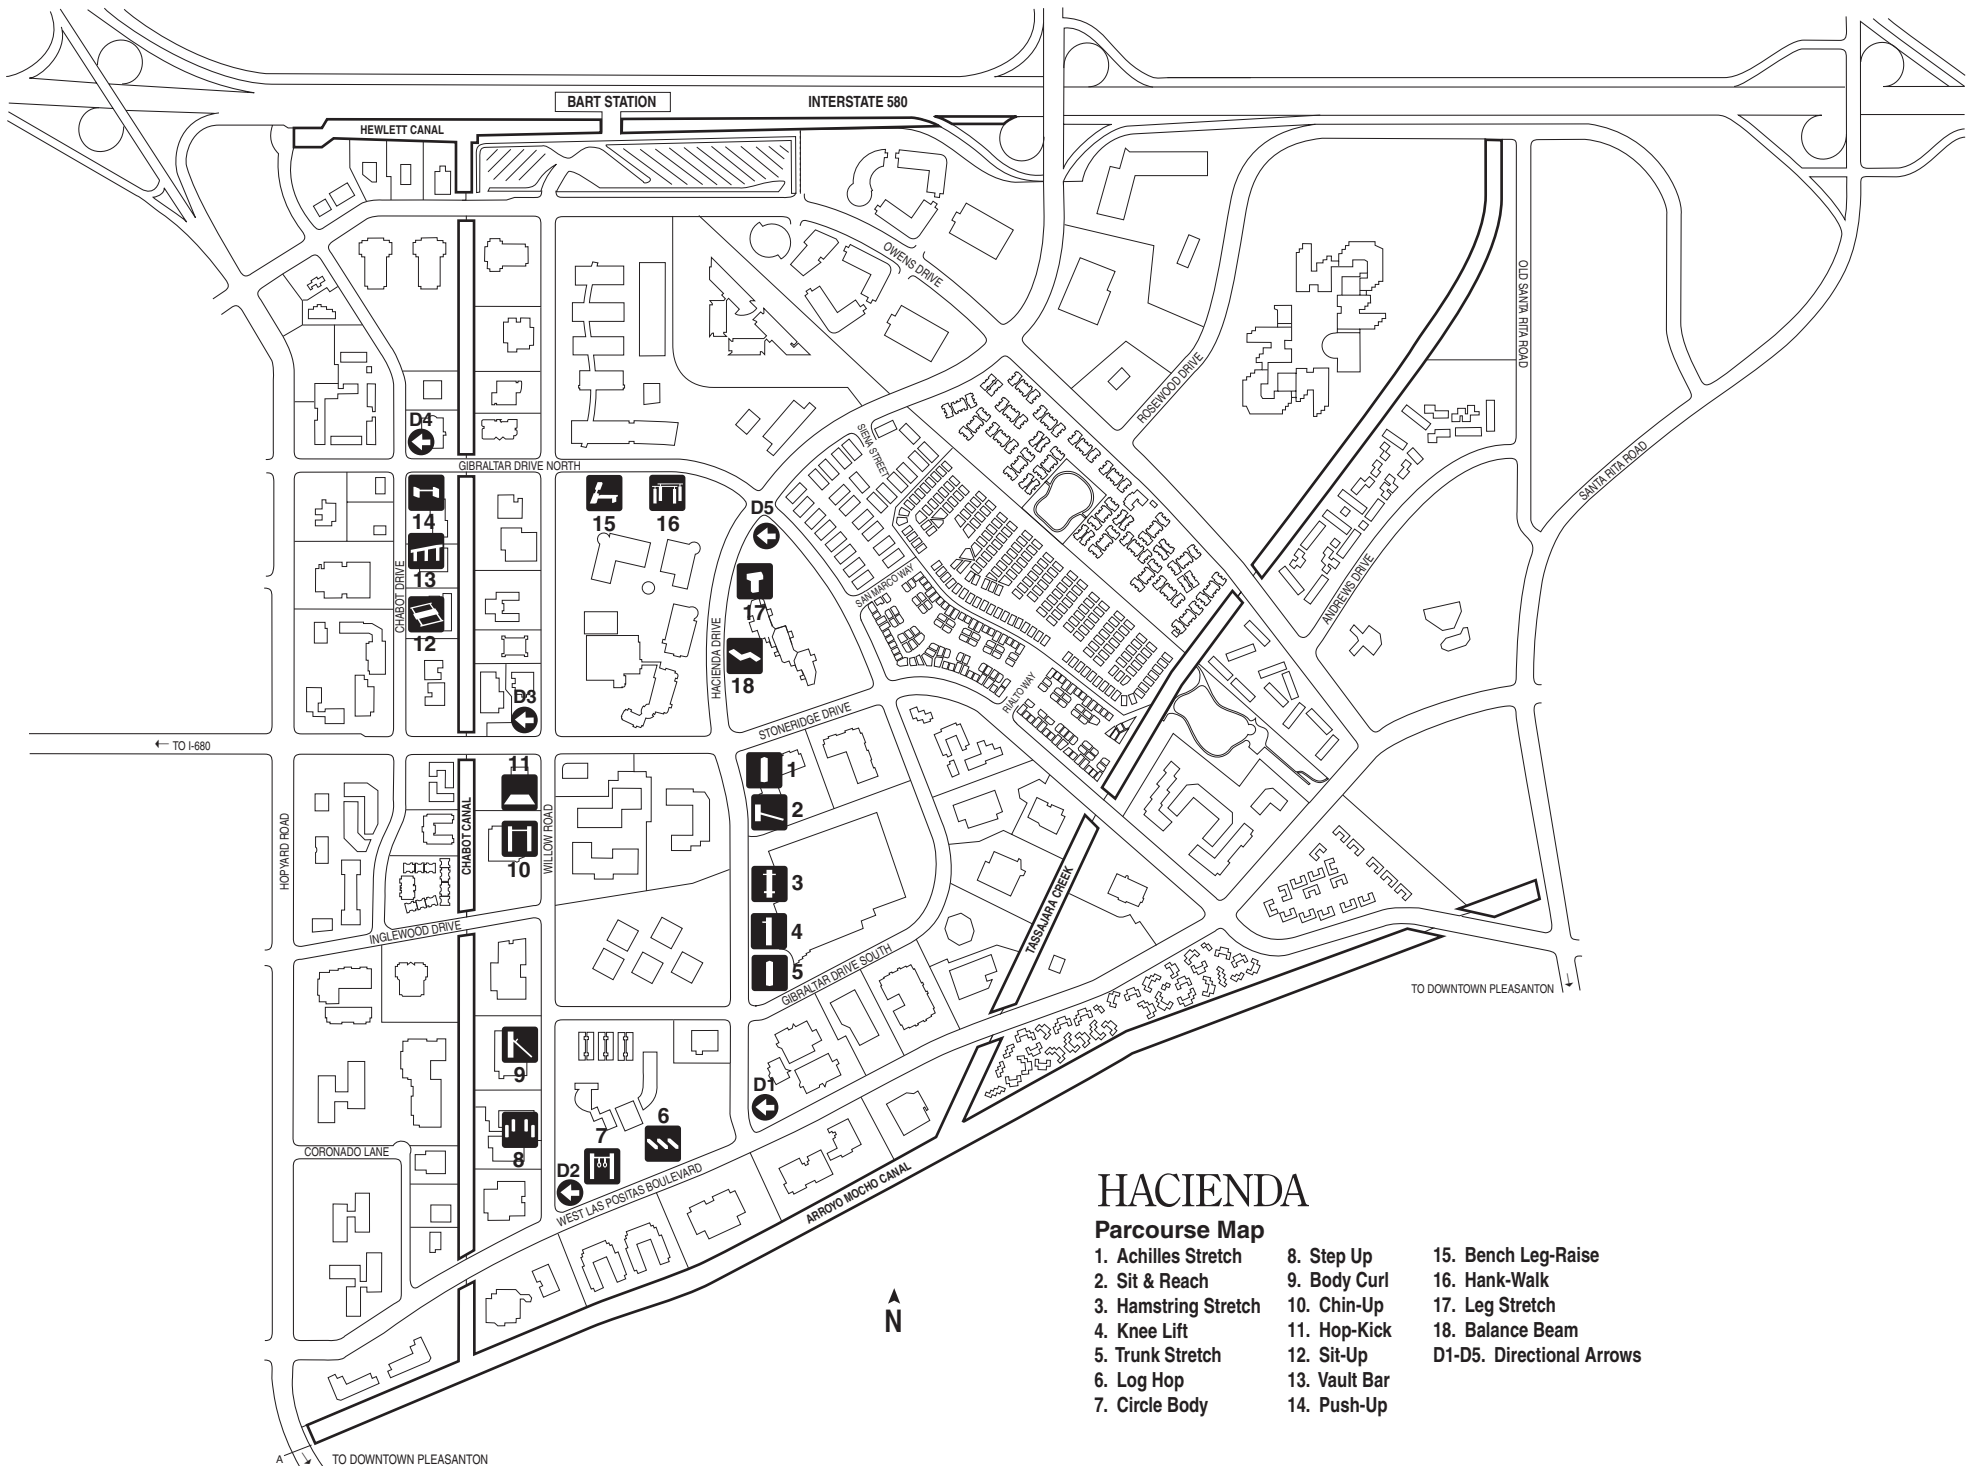 BART STATION
INTERSTATE 580
HEWLETT CANAL
OWENS DRIVE
OLD SANTA RITA ROAD
ROSEWOOD DRIVE
D4
SIENA STREET
GIBRALTAR DRIVE NORTH
SANTA RITA ROAD
14
15
16
D5
13
CHABOT DRIVE
SAN MARCO WAY
ANDREWS DRIVE
17
12
HACIENDA DRIVE
18
RIALTO WAY
D3
STONERIDGE DRIVE
← TO I-680
11
1
2
HOPYARD ROAD
CHABOT CANAL
WILLOW ROAD
10
3
TASSAJARA CREEK
INGLEWOOD DRIVE
4
GIBRALTAR DRIVE SOUTH
5
TO DOWNTOWN PLEASANTON
9
D1
6
7
CORONADO LANE
8
D2
WEST LAS POSITAS BOULEVARD
ARROYO MOCHO CANAL
N
HACIENDA
Parcourse Map
1. Achilles Stretch
2. Sit & Reach
3. Hamstring Stretch
4. Knee Lift
5. Trunk Stretch
6. Log Hop
7. Circle Body
8. Step Up
9. Body Curl
10. Chin-Up
11. Hop-Kick
12. Sit-Up
13. Vault Bar
14. Push-Up
15. Bench Leg-Raise
16. Hank-Walk
17. Leg Stretch
18. Balance Beam
D1-D5. Directional Arrows
A
TO DOWNTOWN PLEASANTON